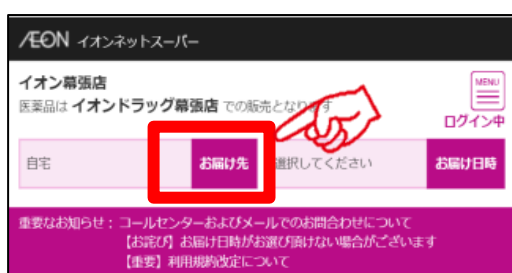 ÆON イオンネットスーパー
イオン幕張店
医薬品は イオンドラッグ幕張店 での販売となります
MENU
ログイン中
自宅 お届け先 選択してください お届け日時
重要なお知らせ： コールセンターおよびメールでのお問合わせについて
【お詫び】お届け日時がお選び頂けない場合がございます
【重要】利用規約改定について